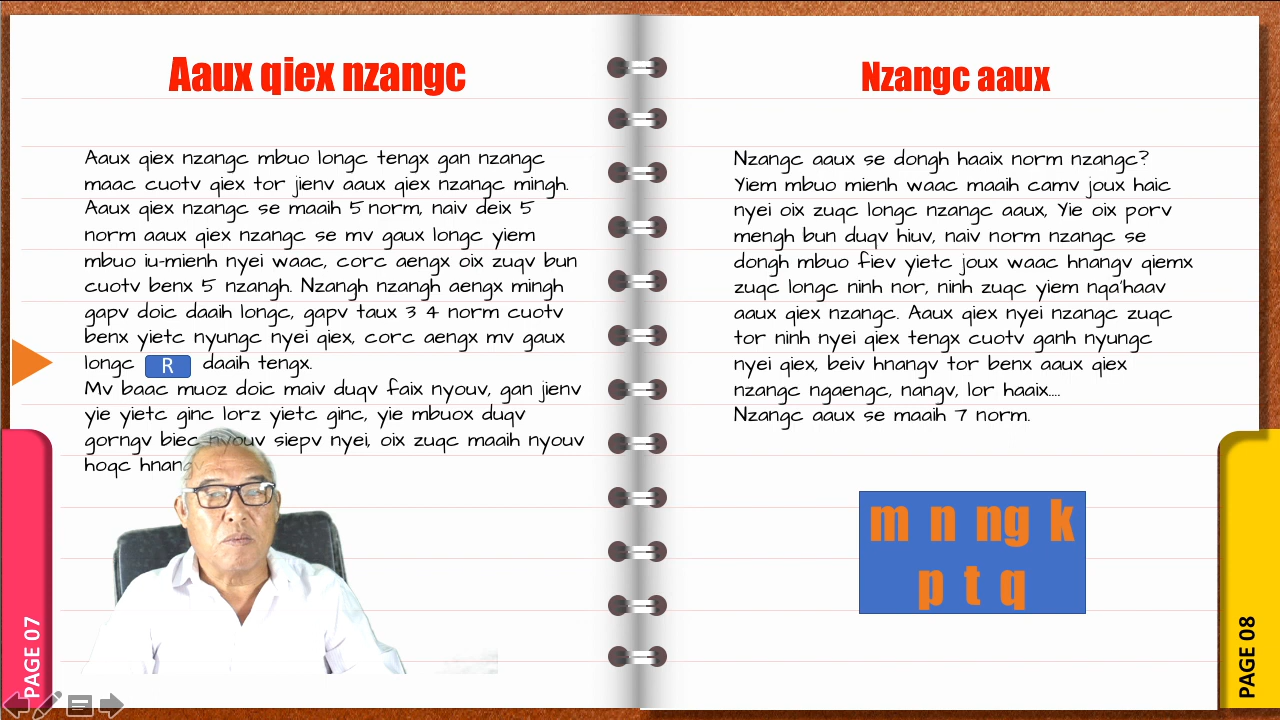 Aaux qiex nzangc
Aaux qiex nzangc mbuo longc tengx gan nzangc
maac cuotv qiex tor jienv aaux qiex nzangc mingh.
Aaux qiex nzangc se maaih 5 norm, naiv deix 5
norm aaux qiex nzangc se mv gaux longc yiem
mbuo iu-mienh nyei waac, corc aengx oix zuqv bun
cuotv benx 5 nzangh. Nzangh nzangh aengx mingh
gapv doic daaih longc, gapv taux 3 4 norm cuotv
benx yietc nyungc nyei qiex, corc aengx mv gaux
longc R daaih tengx.
Mv baac muoz doic maiv duqv faix nyouv, gan jienv
yie yietc ginc lorz yietc ginc, yie mbuox duqv
gorngv biec nyouv siepv nyei, oix zuqc maaih nyouv
hoqc
PAGE 07
Nzangc aaux
Nzangc aaux se dongh haaix norm nzangc?
Yiem mbuo mienh waac maaih camv joux haic
nyei oix zuqc longc nzangc aaux, Yie oix porv
mengh bun duqv hiuv, naiv norm nzangc se
dongh mbuo fiev yietc joux waac hnangv qiemx
zuqc longc ninh nor, ninh zuqc yiem nqa'haav
aaux qiex nzangc. Aaux qiex nyei nzangc zuqc
tor ninh nyei qiex tengx cuotv ganh nyungc
nyei qiex, beiv hnangv tor benx aaux qiex
nzangc ngaengc, nangv, lor haaix....
Nzangc aaux se maaih 7 norm.
m n ng k
p t q
PAGE 08